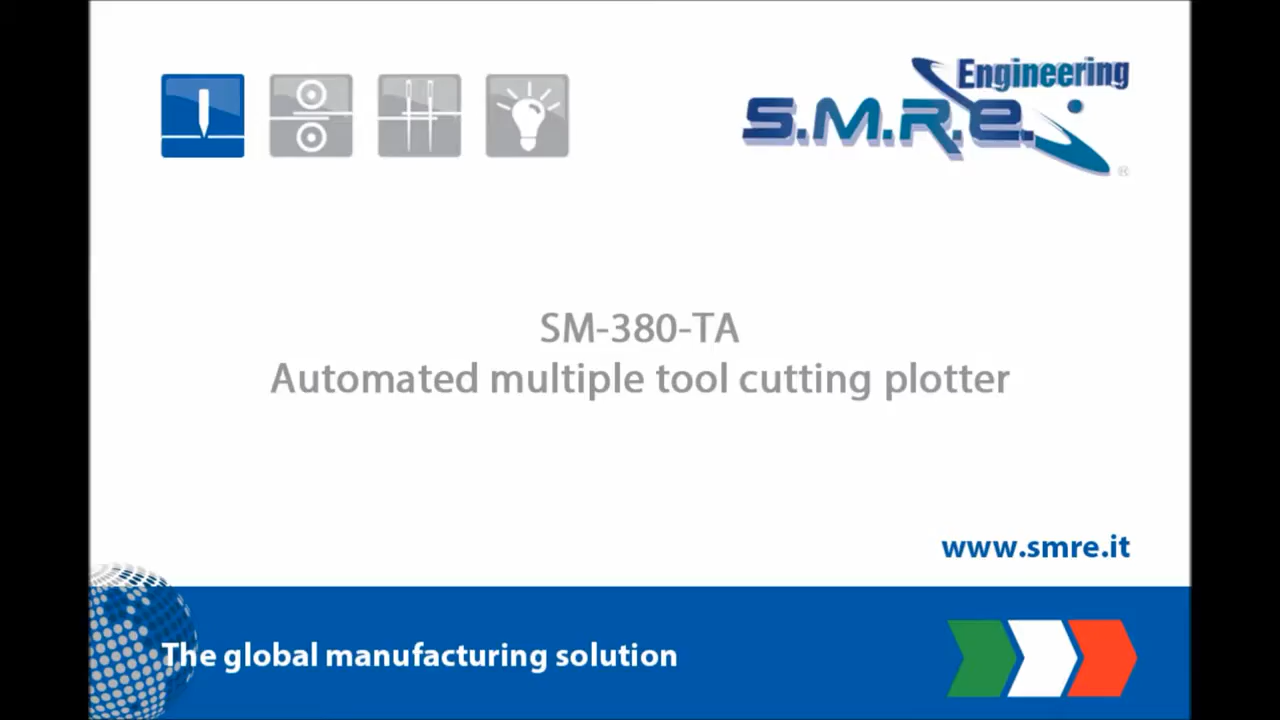 Engineering
S.M.R.e.
®
SM-380-TA
Automated multiple tool cutting plotter
www.smre.it
The global manufacturing solution